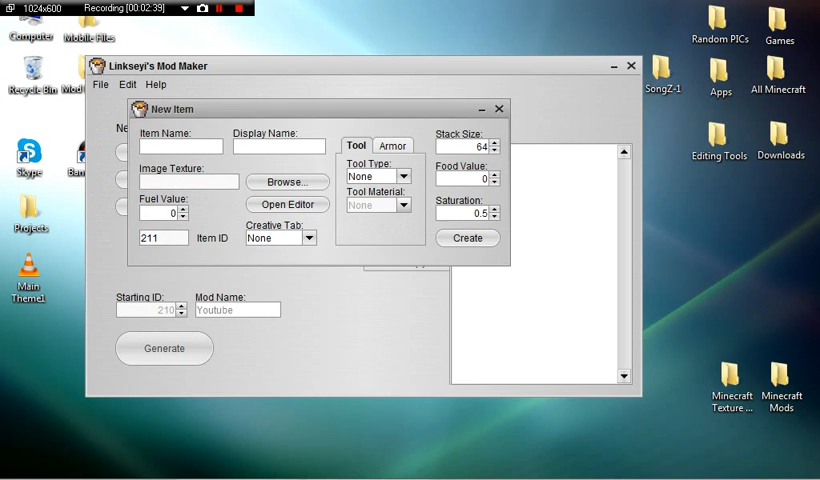 1024x600
Recording [00:02:39]
Computer
Mobile Files
Recycle Bin
Mod
Skype
Ban
Projects
Main
Theme1
Linkseyi's Mod Maker
File
Edit
Help
Ne
New Item
Item Name:
Display Name:
Image Texture:
Browse...
Fuel Value:
0
Open Editor
211
Item ID
Creative Tab:
None
Tool
Armor
Tool Type:
None
Tool Material:
None
Stack Size:
64
Food Value:
0
Saturation:
0.5
Create
Starting ID:
210
Mod Name:
Youtube
Generate
SongZ-1
Random PICs
Games
Apps
All Minecraft
Editing Tools
Downloads
Minecraft
Texture ...
Minecraft
Mods